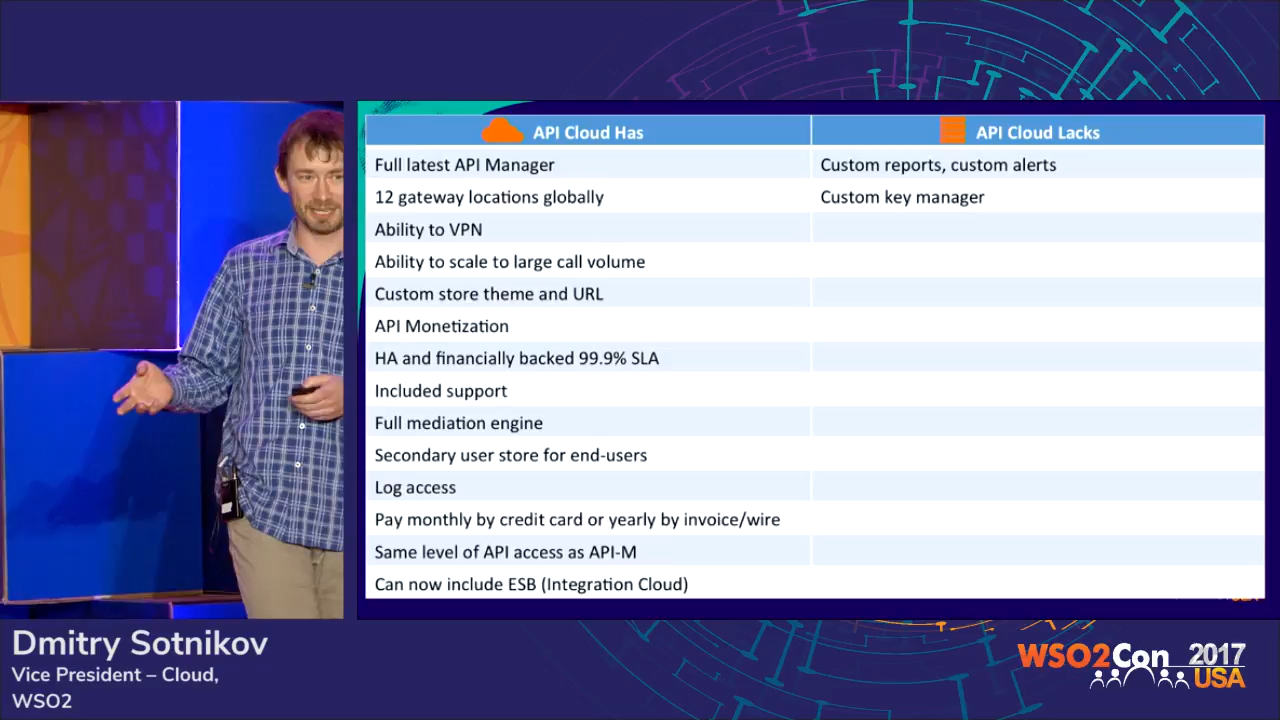 API Cloud Has
API Cloud Lacks
Full latest API Manager
Custom reports, custom alerts
12 gateway locations globally
Custom key manager
Ability to VPN
Ability to scale to large call volume
Custom store theme and URL
API Monetization
HA and financially backed 99.9% SLA
Included support
Full mediation engine
Secondary user store for end-users
Log access
Pay monthly by credit card or yearly by invoice/wire
Same level of API access as API-M
Can now include ESB (Integration Cloud)
Dmitry Sotnikov
Vice President – Cloud,
WSO2
WSO2Con 2017
USA